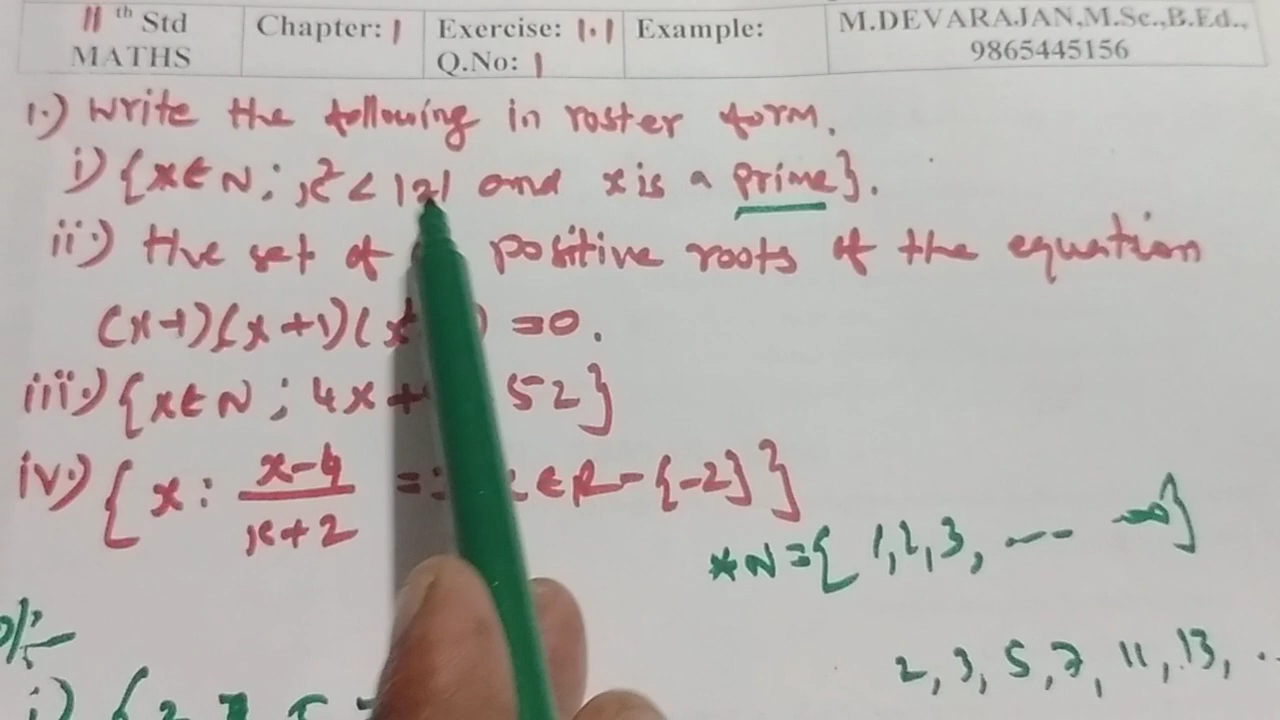 11th Std MATHS
Chapter: 1
Exercise: 1.1
Q.No: 1
Example:
M.DEVARAJAN,M.Sc.,B.Ed.,
9865445156
1.) Write the following in roster form.
i) {x ∈ N ; x² < 121 and x is a prime}.
ii.) the set of positive roots of the equation
(x-1)(x+1)( =0.
iii.) {x ∈ N ; 4x+ 52}
iv.) {x : x-4/x+2 = ∈ R-{-2}}
*N={1,2,3, --- ∞}
2, 3, 5, 7, 11, 13, ..
i) {2